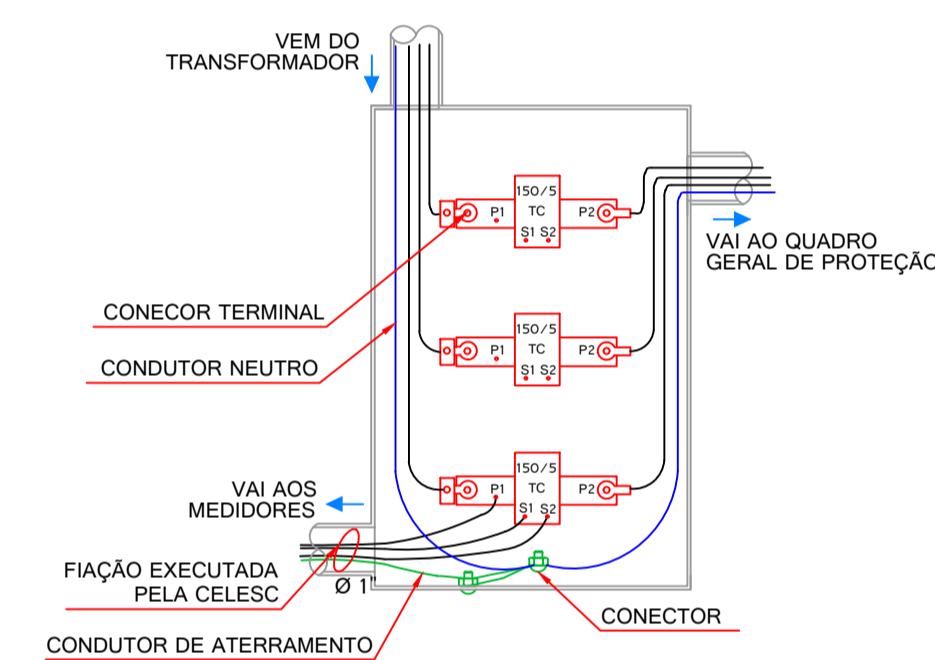 VEM DO
TRANSFORMADOR
150/5
TC
P1
P2
S1 S2
VAI AO QUADRO
GERAL DE PROTEÇÃO
CONECOR TERMINAL
CONDUTOR NEUTRO
150/5
TC
P1
P2
S1 S2
150/5
TC
P1
P2
S1 S2
VAI AOS
MEDIDORES
FIAÇÃO EXECUTADA
PELA CELESC
Ø 1"
CONDUTOR DE ATERRAMENTO
CONECTOR